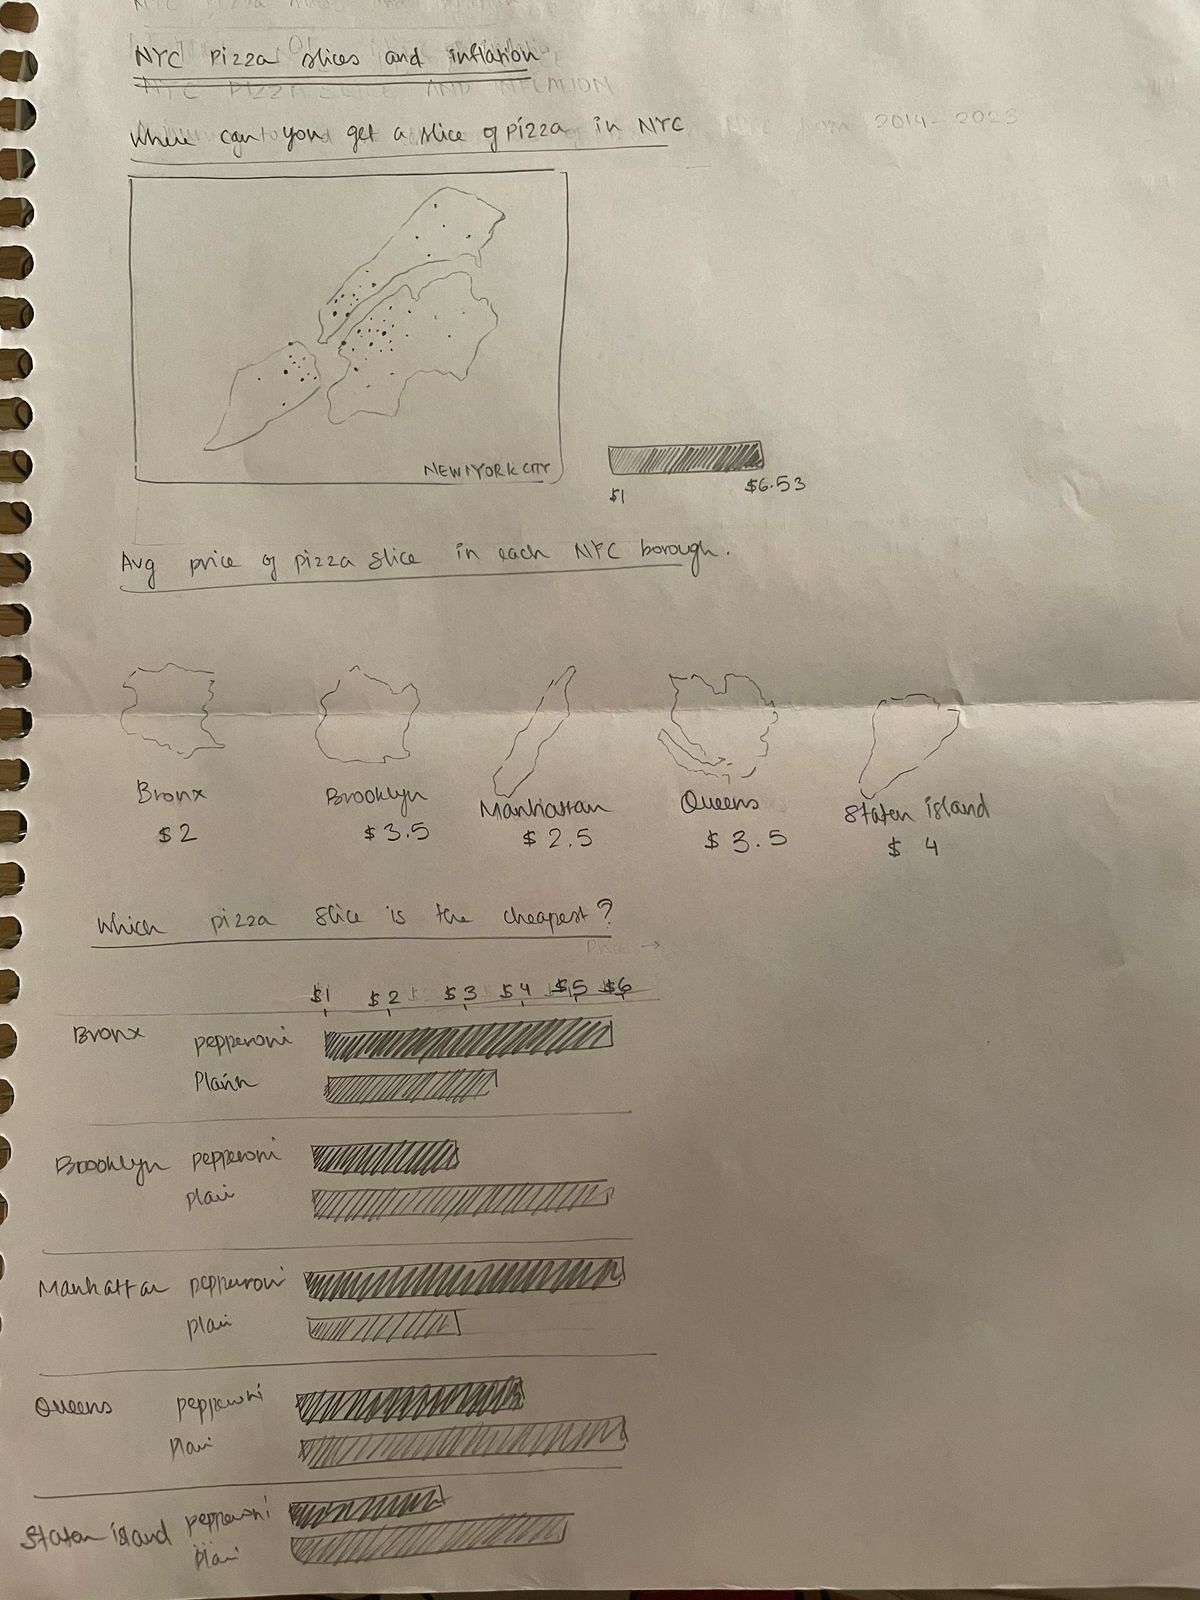 NYC pizza slices and inflation
NYC PIZZA SLICE AND INFLATION
Where can you get a slice of pizza in NYC
from 2014-2023
NEW YORK CITY
$1 $6.53
Avg price of pizza slice in each NYC borough.
Bronx Brooklyn Manhattan Queens Staten island
$2 $3.5 $2.5 $3.5 $4
Which pizza slice is the cheapest?
Price →
$1 $2 $3 $4 $5 $6
Bronx pepperoni
Plain
Brooklyn pepperoni
plain
Manhattan pepperoni
plain
Queens pepperoni
Plain
Staten island pepperoni
plain